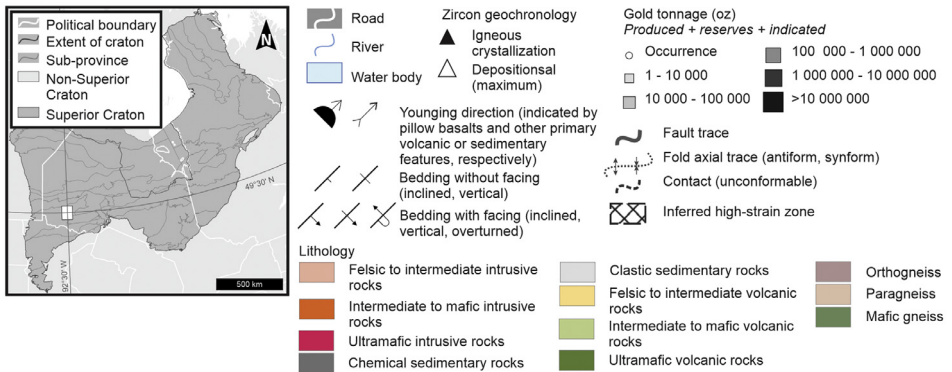 Political boundary
Extent of craton
Sub-province
Non-Superior
Craton
Superior Craton
N
49°30' N
92°30' W
500 km
Road
River
Water body
Zircon geochronology
Igneous
crystallization
Depositionsal
(maximum)
Younging direction (indicated by
pillow basalts and other primary
volcanic or sedimentary
features, respectively)
Bedding without facing
(inclined, vertical)
Bedding with facing (inclined,
vertical, overturned)
Gold tonnage (oz)
Produced + reserves + indicated
Occurrence
1 - 10 000
10 000 - 100 000
100 000 - 1 000 000
1 000 000 - 10 000 000
>10 000 000
Fault trace
Fold axial trace (antiform, synform)
Contact (unconformable)
Inferred high-strain zone
Lithology
Felsic to intermediate intrusive
rocks
Intermediate to mafic intrusive
rocks
Ultramafic intrusive rocks
Chemical sedimentary rocks
Clastic sedimentary rocks
Felsic to intermediate volcanic
rocks
Intermediate to mafic volcanic
rocks
Ultramafic volcanic rocks
Orthogneiss
Paragneiss
Mafic gneiss